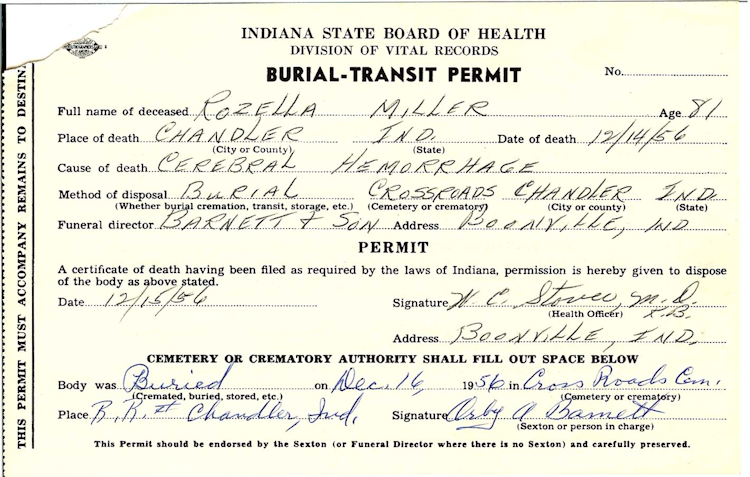 INDIANA STATE BOARD OF HEALTH
DIVISION OF VITAL RECORDS
BURIAL-TRANSIT PERMIT
No.
Full name of deceased ROZELLA MILLER Age 81
Place of death CHANDLER IND. Date of death 12/14/56
(City or County) (State)
Cause of death CEREBRAL HEMORRHAGE
Method of disposal BURIAL CROSSROADS CHANDLER IND.
(Whether burial cremation, transit, storage, etc.) (Cemetery or crematory) (City or county) (State)
Funeral director BARNETT & SON Address BOONVILLE, IND
PERMIT
A certificate of death having been filed as required by the laws of Indiana, permission is hereby given to dispose
of the body as above stated.
Date 12/15/56 Signature W. C. Stover, M.D.
(Health Officer)
Address BOONVILLE, IND.
CEMETERY OR CREMATORY AUTHORITY SHALL FILL OUT SPACE BELOW
Body was Buried on Dec. 16, 1956 in Cross Roads Cem.
(Cremated, buried, stored, etc.) (Cemetery or crematory)
Place R. R. Chandler, Ind. Signature Orby A Barnett
(Sexton or person in charge)
This Permit should be endorsed by the Sexton (or Funeral Director where there is no Sexton) and carefully preserved.
THIS PERMIT MUST ACCOMPANY REMAINS TO DESTINA